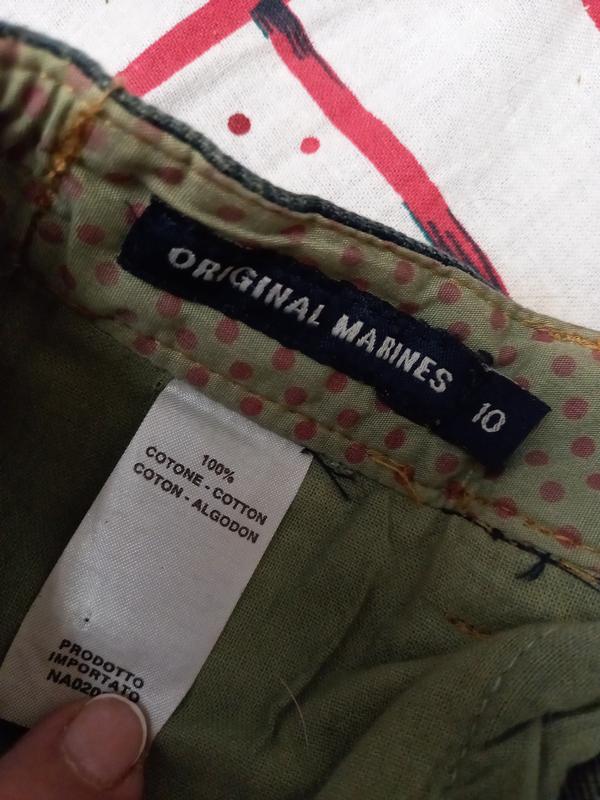 ORIGINAL MARINES
10
100%
COTONE - COTTON
COTON - ALGODON
PRODOTTO
IMPORTATO